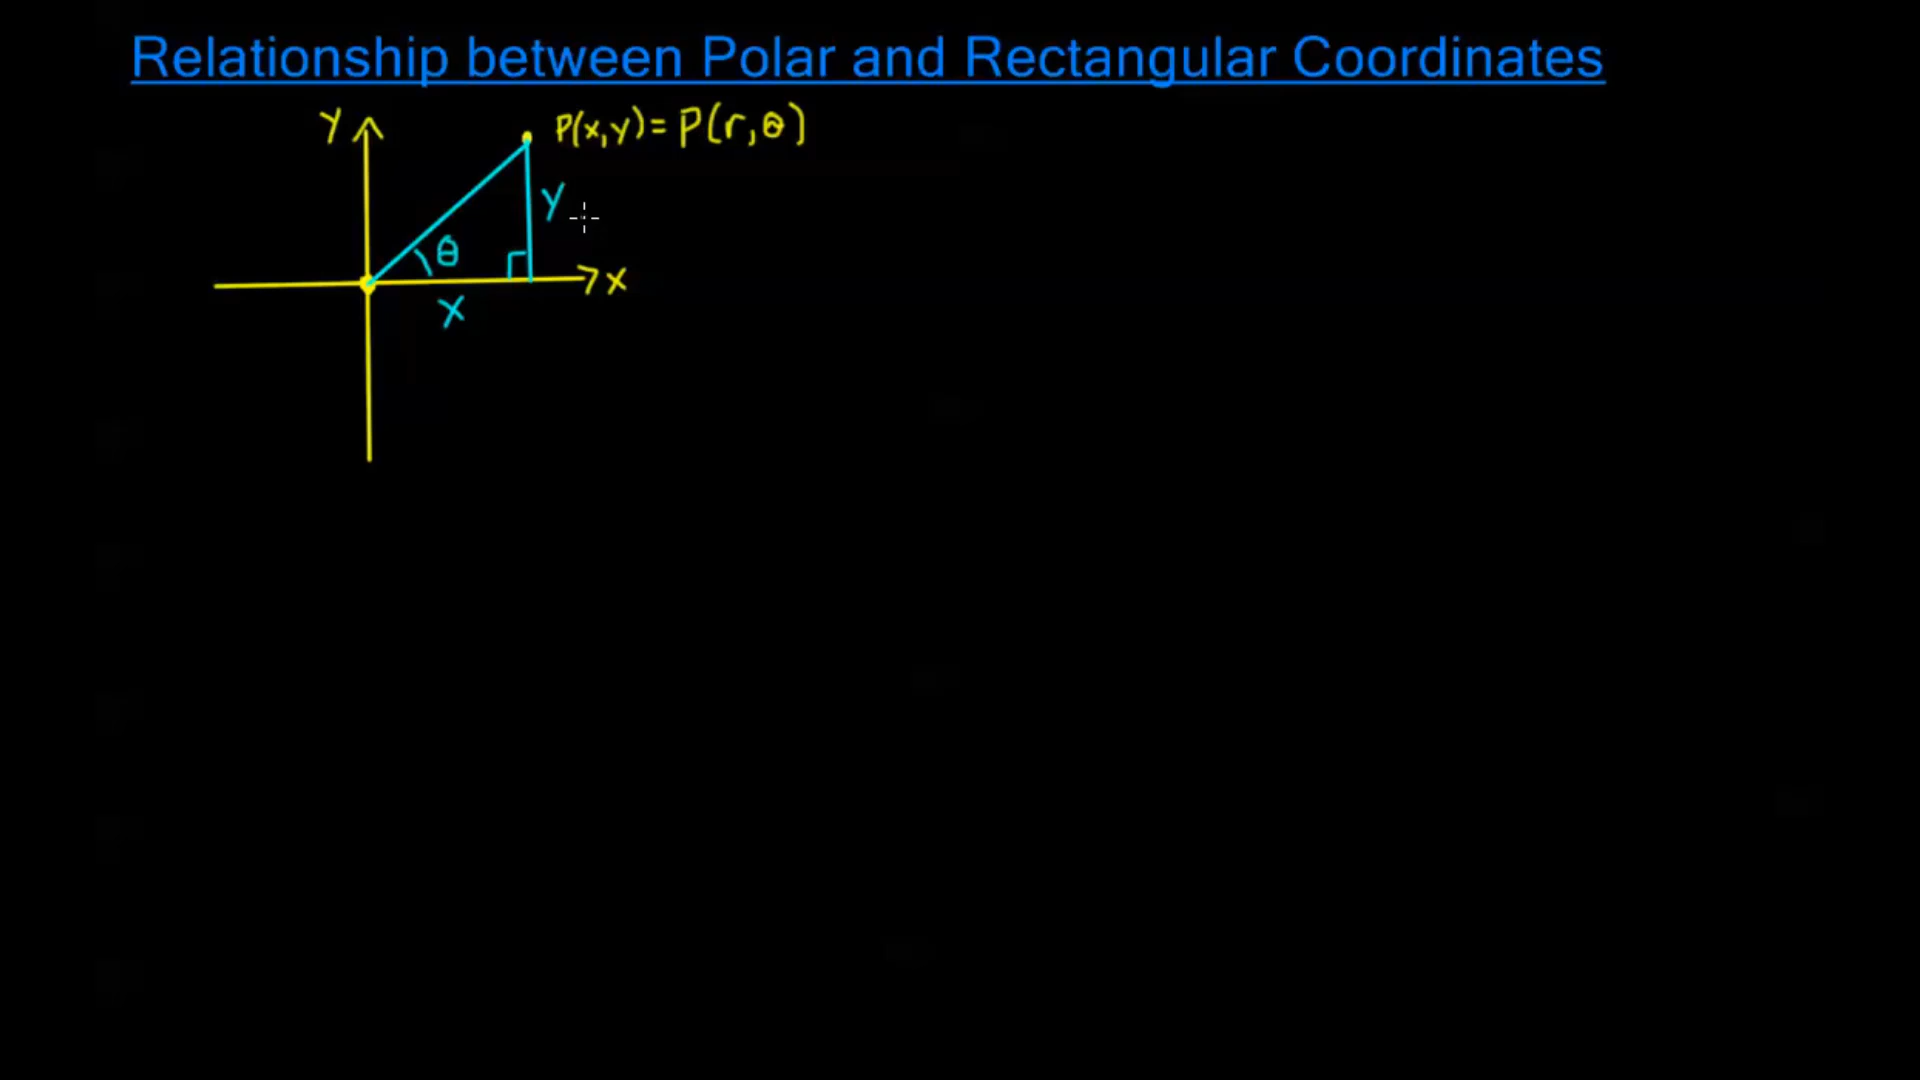 Relationship between Polar and Rectangular Coordinates
y
P(x,y) = P(r,θ)
y
θ
x
x